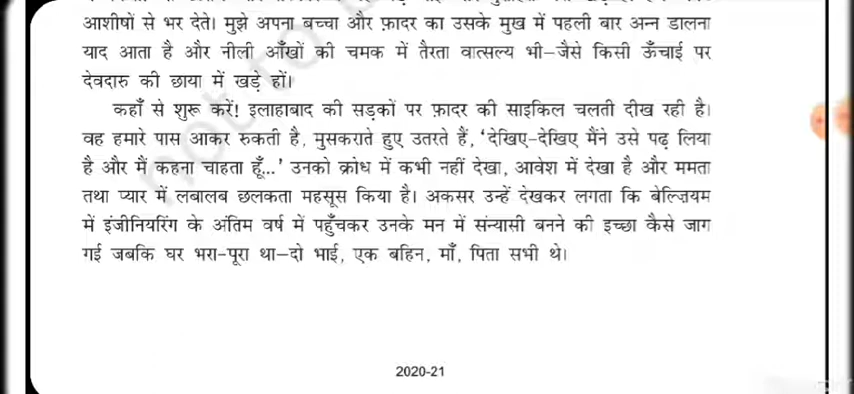 आशीषों से भर देते। मुझे अपना बच्चा और फ़ादर का उसके मुख में पहली बार अन्न डालना
याद आता है और नीली आँखों की चमक में तैरता वात्सल्य भी–जैसे किसी ऊँचाई पर
देवदारु की छाया में खड़े हों।
कहाँ से शुरू करें! इलाहाबाद की सड़कों पर फ़ादर की साइकिल चलती दीख रही है।
वह हमारे पास आकर रुकती है, मुसकराते हुए उतरते हैं, ‘देखिए-देखिए मैंने उसे पढ़ लिया
है और मैं कहना चाहता हूँ...’ उनको क्रोध में कभी नहीं देखा, आवेश में देखा है और ममता
तथा प्यार में लबालब छलकता महसूस किया है। अकसर उन्हें देखकर लगता कि बेल्जियम
में इंजीनियरिंग के अंतिम वर्ष में पहुँचकर उनके मन में संन्यासी बनने की इच्छा कैसे जाग
गई जबकि घर भरा-पूरा था–दो भाई, एक बहिन, माँ, पिता सभी थे।
2020-21